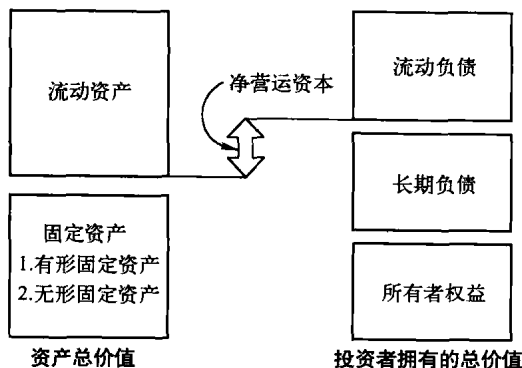 流动资产
净营运资本
流动负债
长期负债
固定资产
1.有形固定资产
2.无形固定资产
所有者权益
资产总价值
投资者拥有的总价值